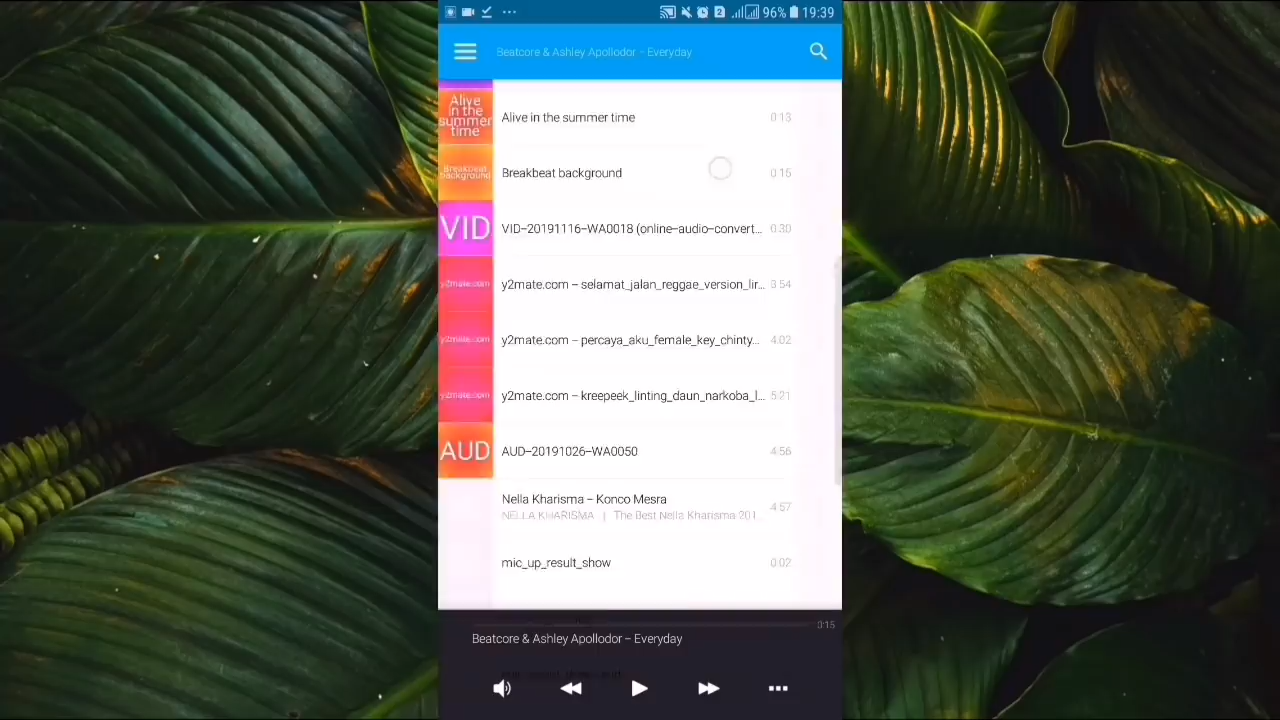 96% 19:39
Beatcore & Ashley Apollodor – Everyday
Alive
in the
summer
time
Alive in the summer time 0:13
Breakbeat
background
Breakbeat background 0:15
VID
VID–20191116–WA0018 (online–audio–convert... 0:30
y2mate.com
y2mate.com – selamat_jalan_reggae_version_lir... 3:54
y2mate.com
y2mate.com – percaya_aku_female_key_chinty... 4:02
y2mate.com
y2mate.com – kreepeek_linting_daun_narkoba_l... 5:21
AUD
AUD–20191026–WA0050 4:56
Nella Kharisma – Konco Mesra 4:57
NELLA KHARISMA | The Best Nella Kharisma 201...
mic_up_result_show 0:02
0:15
Beatcore & Ashley Apollodor – Everyday